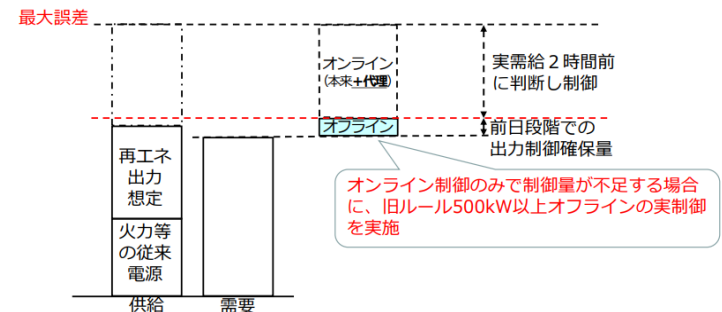 最大誤差
オンライン
(本来+代理)
実需給２時間前
に判断し制御
オフライン
前日段階での
出力制御確保量
再エネ
出力
想定
オンライン制御のみで制御量が不足する場合
に、旧ルール500kW以上オフラインの実制御
を実施
火力等
の従来
電源
供給
需要